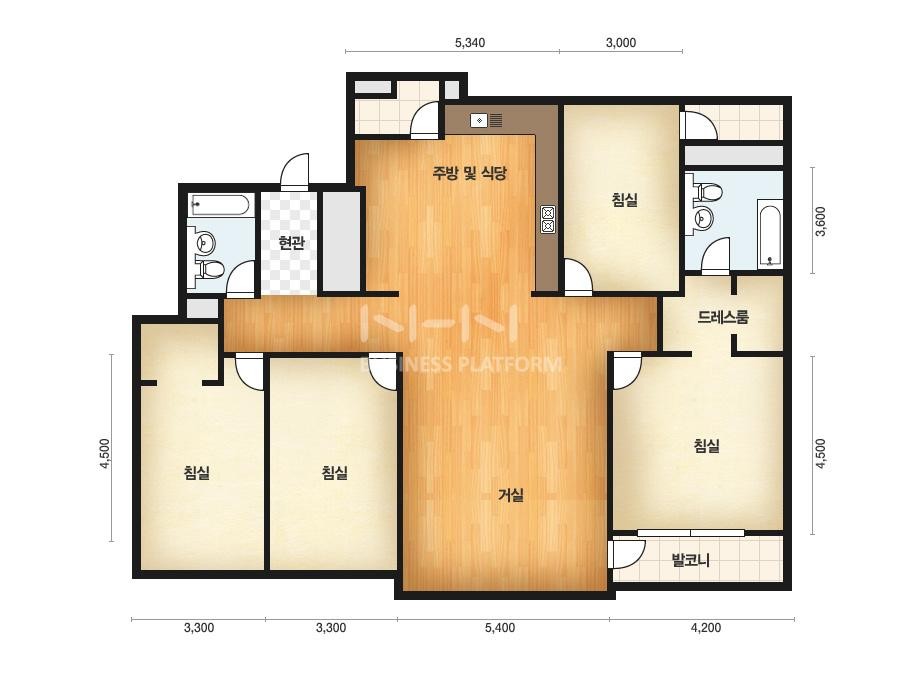 5,340
3,000
주방 및 식당
침실
3,600
현관
드레스룸
NHN
BUSINESS PLATFORM
4,500
침실
침실
거실
침실
4,500
발코니
3,300
3,300
5,400
4,200